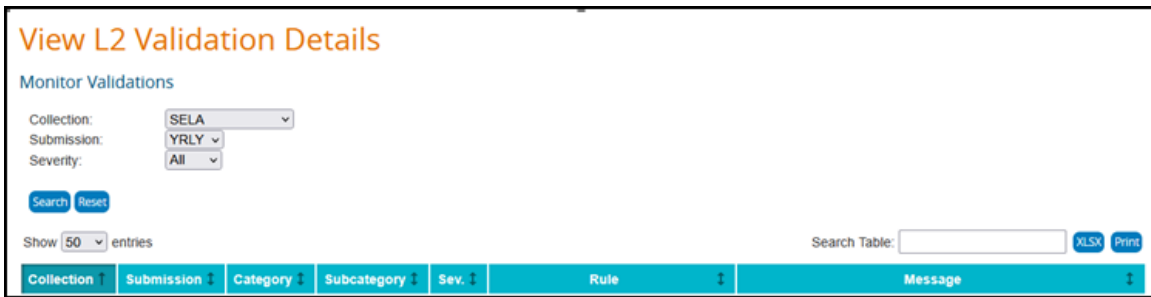 View L2 Validation Details
Monitor Validations
Collection: SELA
Submission: YRLY
Severity: All
Search Reset
Show 50 entries Search Table: XLSX Print
Collection Submission Category Subcategory Sev. Rule Message